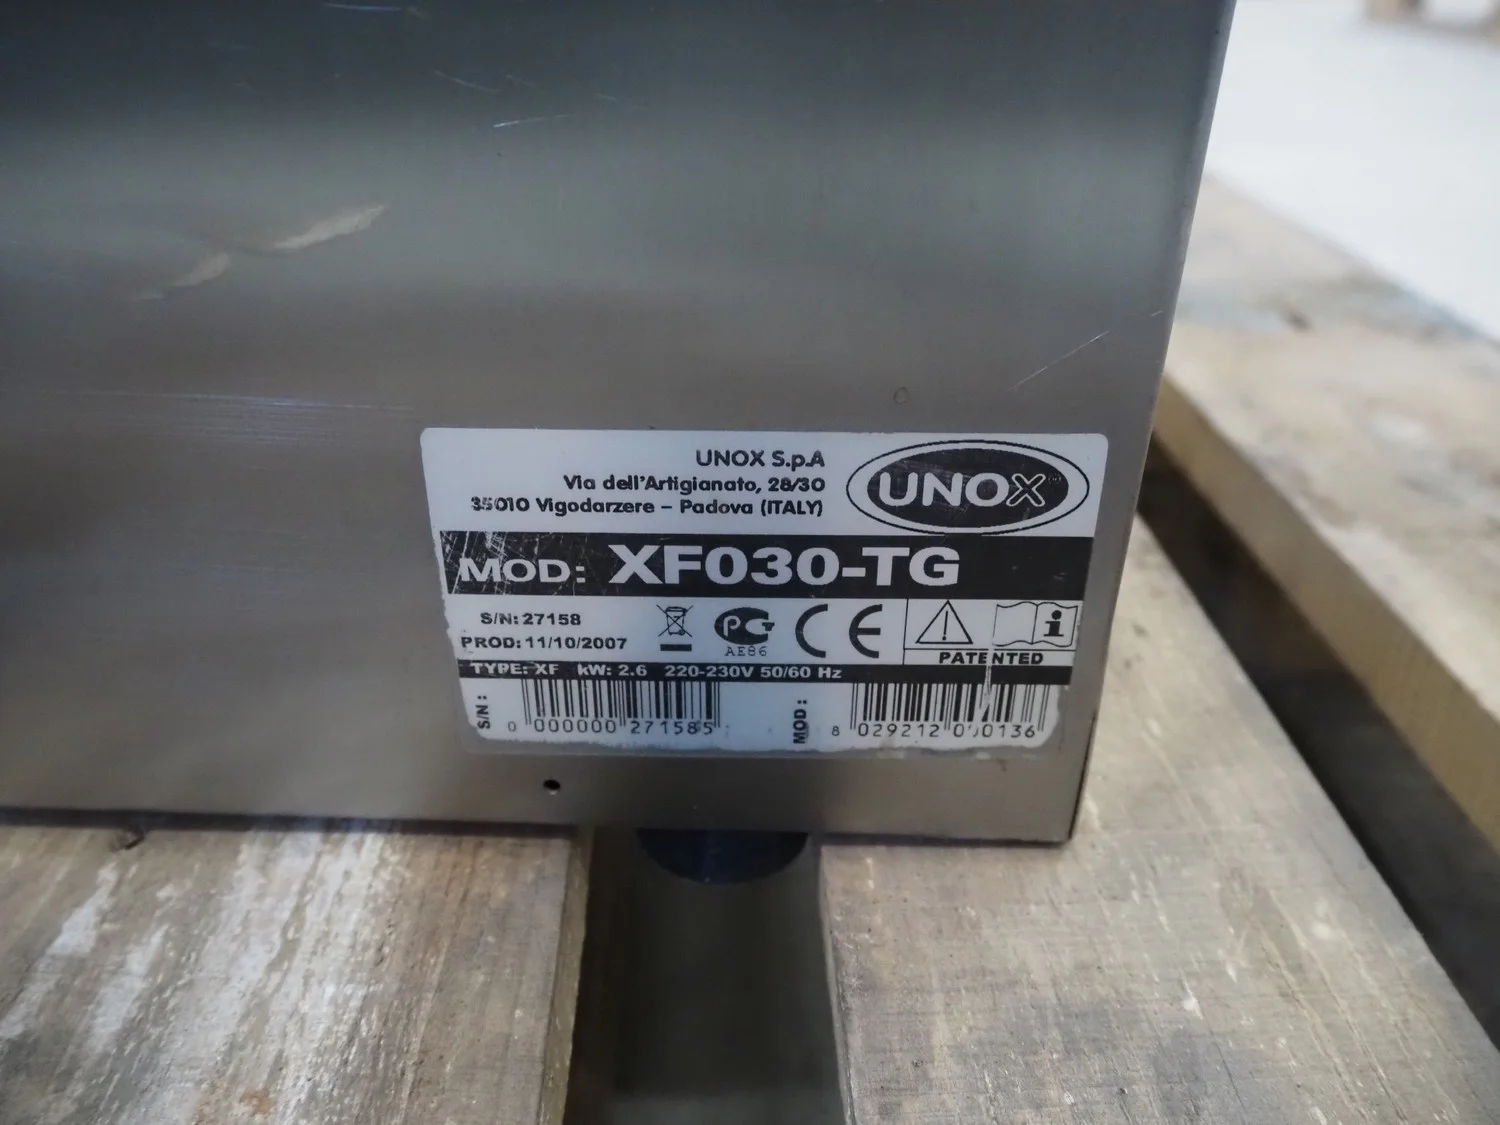 UNOX S.p.A
Via dell'Artigianato, 28/30
35010 Vigodarzere – Padova (ITALY)
UNOX
MOD: XF030-TG
S/N: 27158
PROD: 11/10/2007
PC
AE86
CE
i
PATENTED
TYPE: XF kW: 2.6 220-230V 50/60 Hz
S/N:
0 000000 271585
MOD:
8 029212 000136